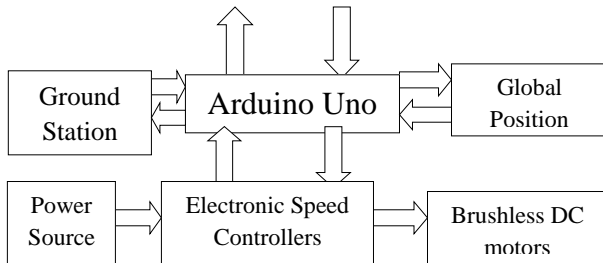 Ground
Station
Arduino Uno
Global
Position
Power
Source
Electronic Speed
Controllers
Brushless DC
motors